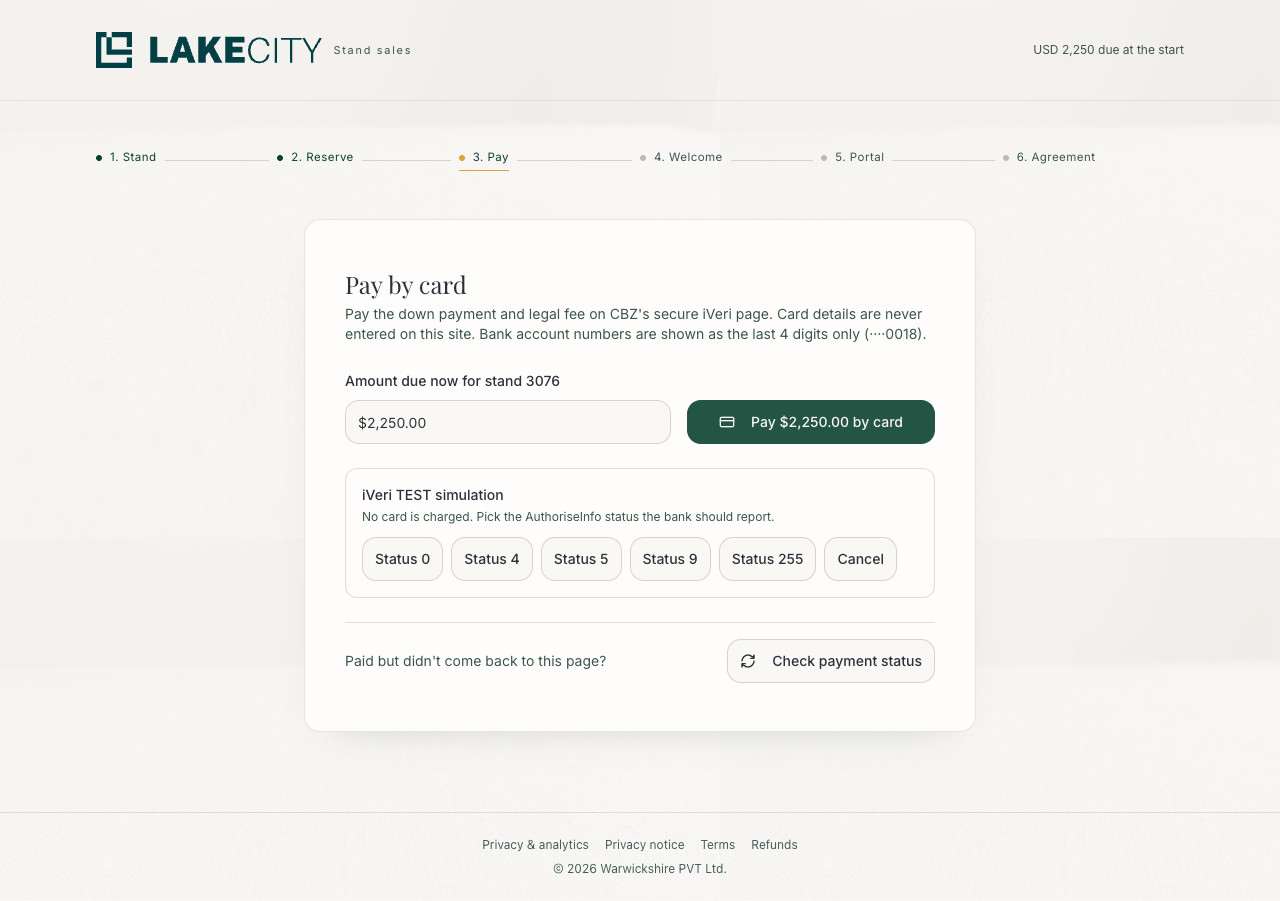 LAKECITY Stand sales
USD 2,250 due at the start
1. Stand
2. Reserve
3. Pay
4. Welcome
5. Portal
6. Agreement
Pay by card
Pay the down payment and legal fee on CBZ's secure iVeri page. Card details are never
entered on this site. Bank account numbers are shown as the last 4 digits only (····0018).
Amount due now for stand 3076
$2,250.00
Pay $2,250.00 by card
iVeri TEST simulation
No card is charged. Pick the AuthoriseInfo status the bank should report.
Status 0
Status 4
Status 5
Status 9
Status 255
Cancel
Paid but didn't come back to this page?
Check payment status
Privacy & analytics
Privacy notice
Terms
Refunds
© 2026 Warwickshire PVT Ltd.